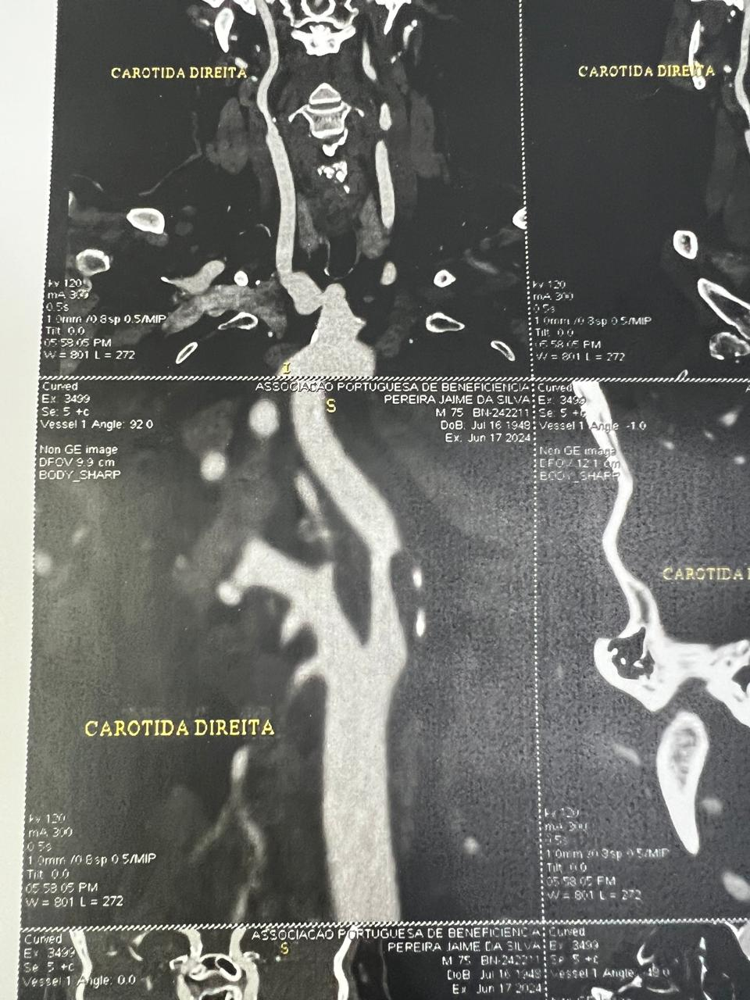 CAROTIDA DIREITA
kv 120
mA 300
0.5s
1.0mm /0.8sp 0.5/MIP
Tilt 0.0
05:58:05 PM
W = 801 L = 272
I
CAROTIDA DIREITA
kv 120
mA 300
0.5s
1.0mm /0.8sp 0.5/MIP
Tilt 0.0
05:58:05 PM
W = 801 L = 272
Curved
Ex: 3499
Se: 5 +c
Vessel 1 Angle: 92.0
Non GE image
DFOV 9.9 cm
BODY_SHARP
S
ASSOCIACAO PORTUGUESA DE BENEFICIENCIA
PEREIRA JAIME DA SILVA
M 75 BN-242211
DoB: Jul 16 1948
Ex: Jun 17 2024
CAROTIDA DIREITA
kv 120
mA 300
0.5s
1.0mm /0.8sp 0.5/MIP
Tilt 0.0
05:58:05 PM
W = 801 L = 272
Curved
Ex: 3499
Se: 5 +c
Vessel 1 Angle -1.0
Non GE image
DFOV 12.1 cm
BODY_SHARP
CAROTIDA
kv 120
mA 300
0.5s
1.0mm /0.8sp 0.5/MIP
Tilt 0.0
05:58:05 PM
W = 801 L = 272
Curved
Ex: 3499
Se: 5 +c
Vessel 1 Angle: 0.0
S
ASSOCIACAO PORTUGUESA DE BENEFICIENCIA
PEREIRA JAIME DA SILVA
M 75 BN-242211
DoB: Jul 16 1948
Ex: Jun 17 2024
Curved
Ex: 3499
Se: 5 +c
Vessel 1 Angle